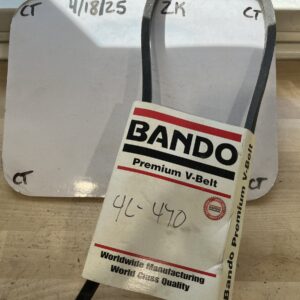 CT 4/18/25 ZK CT
BANDO
Premium V-Belt
4L-470
Worldwide Manufacturing
World Class Quality
Bando Premium V-Belt
CT
CT